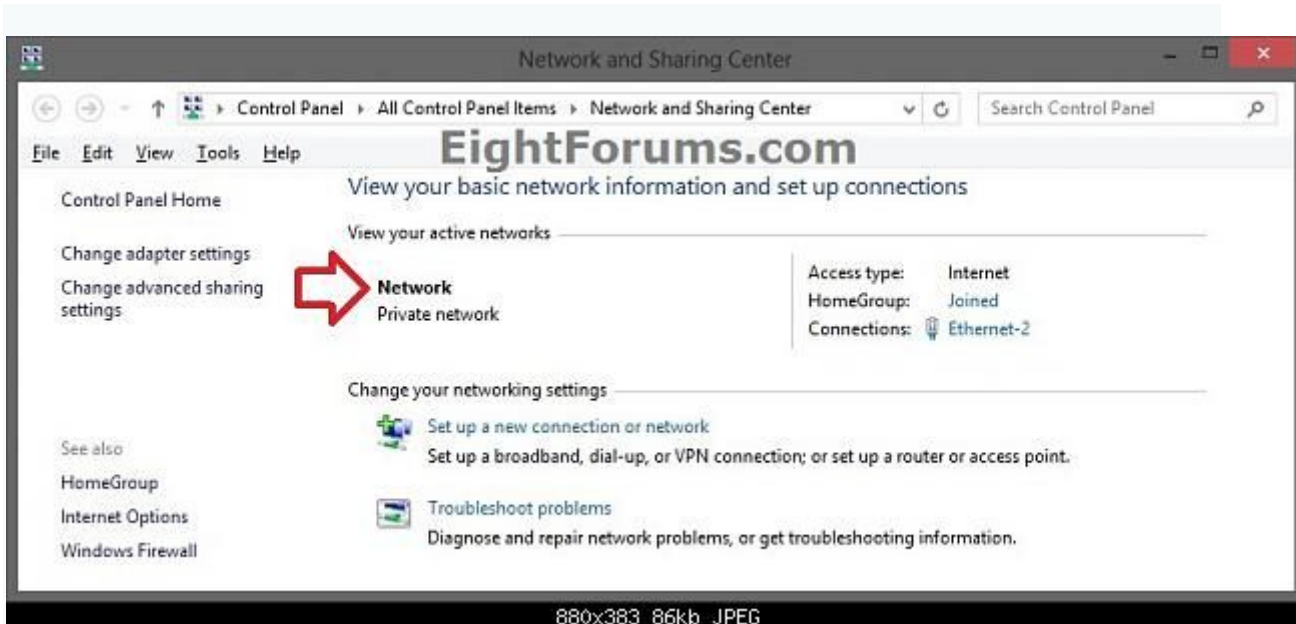 Network and Sharing Center
Control Panel All Control Panel Items Network and Sharing Center
Search Control Panel
File Edit View Tools Help
EightForums.com
Control Panel Home
Change adapter settings
Change advanced sharing
settings
See also
HomeGroup
Internet Options
Windows Firewall
View your basic network information and set up connections
View your active networks
Network
Private network
Access type: Internet
HomeGroup: Joined
Connections: Ethernet-2
Change your networking settings
Set up a new connection or network
Set up a broadband, dial-up, or VPN connection; or set up a router or access point.
Troubleshoot problems
Diagnose and repair network problems, or get troubleshooting information.
880x383 86kb JPEG